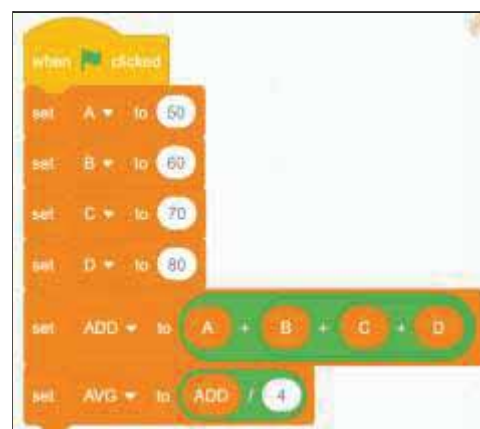 when clicked
set A to 50
set B to 60
set C to 70
set D to 80
set ADD to A + B + C + D
set AVG to ADD / 4